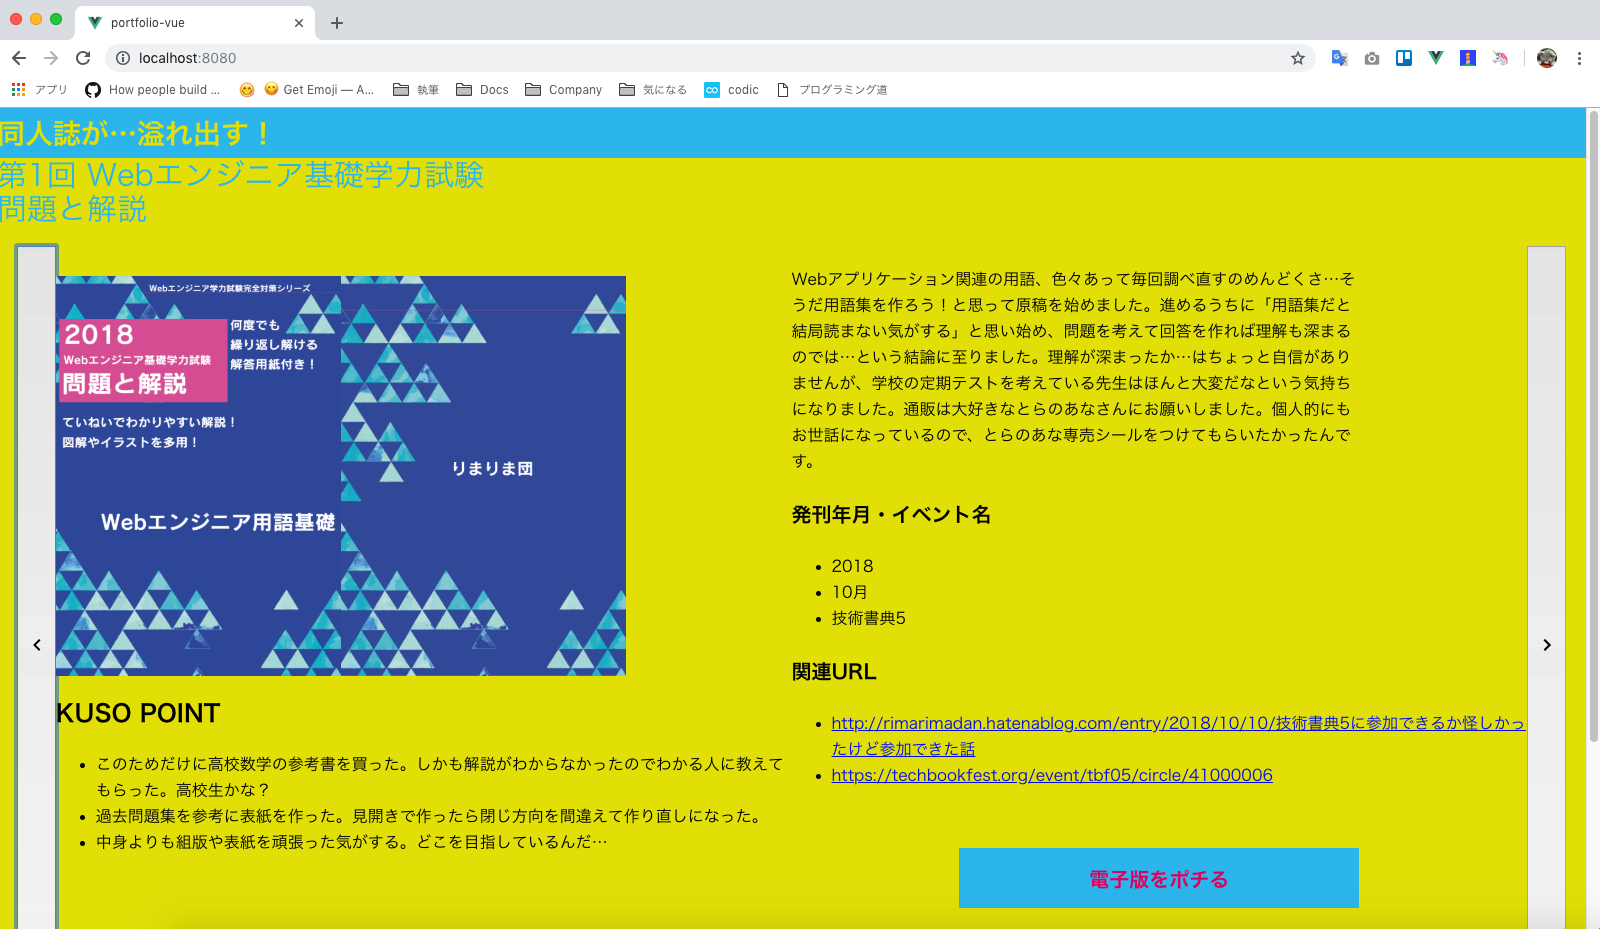 portfolio-vue
localhost:8080
アプリ
How people build ...
Get Emoji — A...
執筆
Docs
Company
気になる
codic
プログラミング道
同人誌が…溢れ出す！
第1回 Webエンジニア基礎学力試験
問題と解説
Webエンジニア学力試験完全対策シリーズ
2018
Webエンジニア基礎学力試験
問題と解説
何度でも
繰り返し解ける
解答用紙付き！
ていねいでわかりやすい解説！
図解やイラストを多用！
Webエンジニア用語基礎
りまりま団
KUSO POINT
このためだけに高校数学の参考書を買った。しかも解説がわからなかったのでわかる人に教えて
もらった。高校生かな？
過去問題集を参考に表紙を作った。見開きで作ったら閉じ方向を間違えて作り直しになった。
中身よりも組版や表紙を頑張った気がする。どこを目指しているんだ…
Webアプリケーション関連の用語、色々あって毎回調べ直すのめんどくさ…そ
うだ用語集を作ろう！と思って原稿を始めました。進めるうちに「用語集だと
結局読まない気がする」と思い始め、問題を考えて回答を作れば理解も深まる
のでは…という結論に至りました。理解が深まったか…はちょっと自信があり
ませんが、学校の定期テストを考えている先生はほんと大変だなという気持ち
になりました。通販は大好きなとらのあなさんにお願いしました。個人的にも
お世話になっているので、とらのあな専売シールをつけてもらいたかったんで
す。
発刊年月・イベント名
2018
10月
技術書典5
関連URL
http://rimarimadan.hatenablog.com/entry/2018/10/10/技術書典5に参加できるか怪しかっ
たけど参加できた話
https://techbookfest.org/event/tbf05/circle/41000006
電子版をポチる